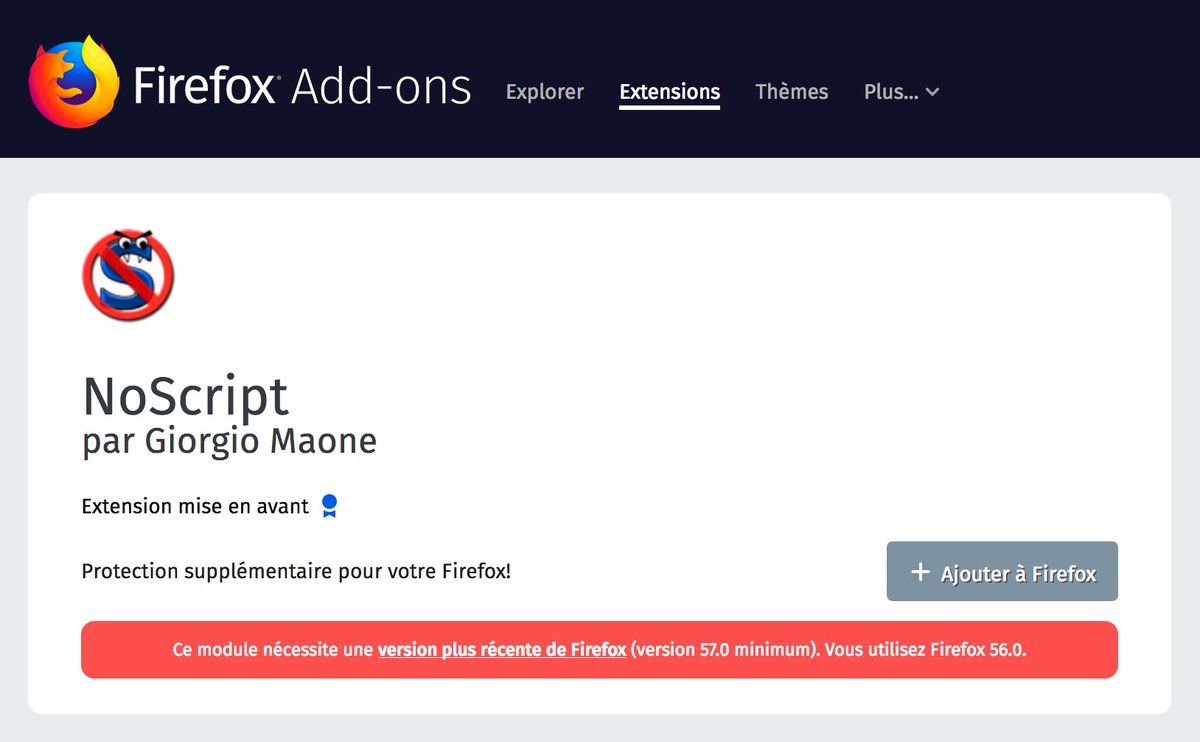 Firefox Add-ons Explorer Extensions Thèmes Plus...
NoScript
par Giorgio Maone
Extension mise en avant
Protection supplémentaire pour votre Firefox!
+ Ajouter à Firefox
Ce module nécessite une version plus récente de Firefox (version 57.0 minimum). Vous utilisez Firefox 56.0.